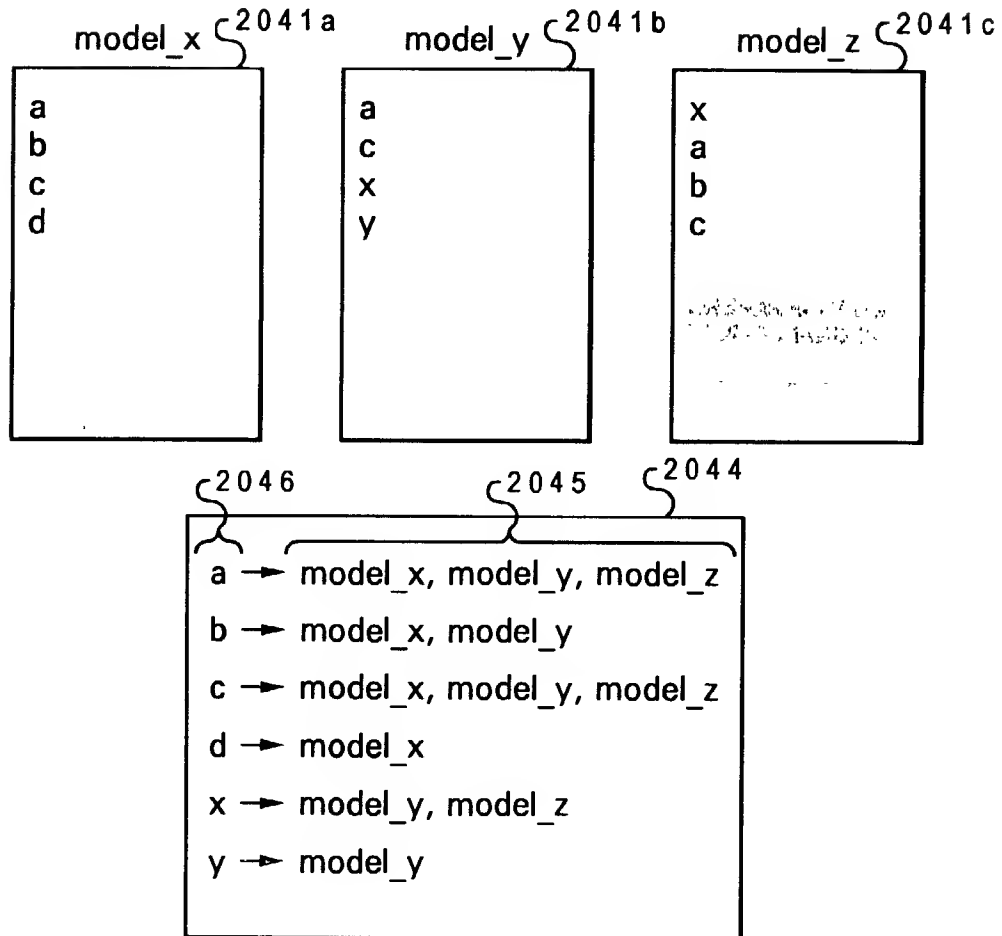 model_x 2041a
model_y 2041b
model_z 2041c
a
b
c
d
a
c
x
y
x
a
b
c
2046 2045 2044
a → model_x, model_y, model_z
b → model_x, model_y
c → model_x, model_y, model_z
d → model_x
x → model_y, model_z
y → model_y